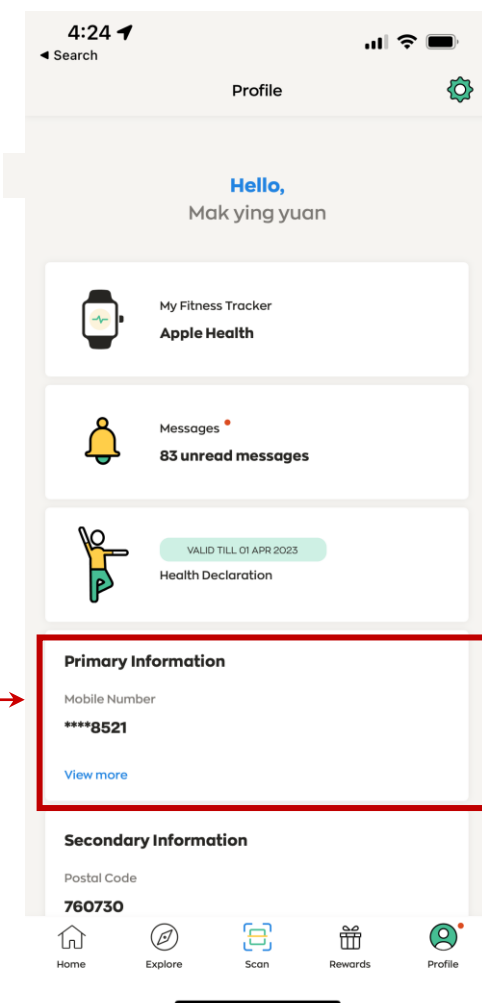 4:24
◀ Search
Profile
Hello,
Mak ying yuan
My Fitness Tracker
Apple Health
Messages
83 unread messages
VALID TILL 01 APR 2023
Health Declaration
Primary Information
Mobile Number
****8521
View more
Secondary Information
Postal Code
760730
Home Explore Scan Rewards Profile